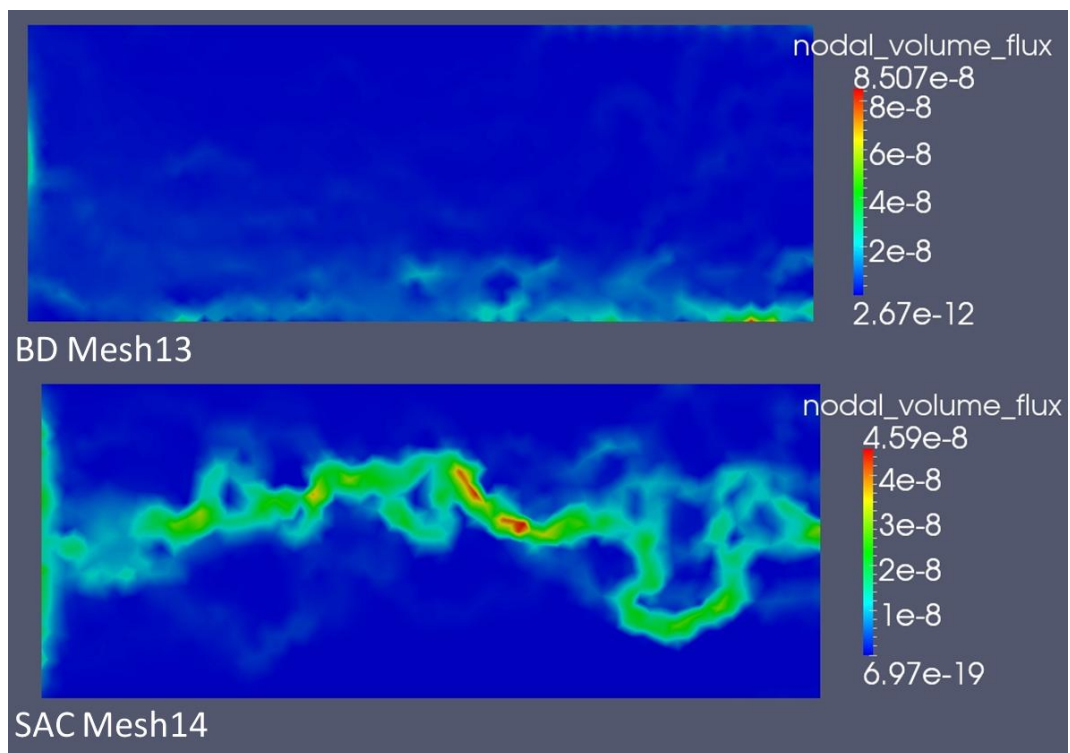 nodal_volume_flux
8.507e-8
8e-8
6e-8
4e-8
2e-8
2.67e-12
BD Mesh13
nodal_volume_flux
4.59e-8
4e-8
3e-8
2e-8
1e-8
6.97e-19
SAC Mesh14